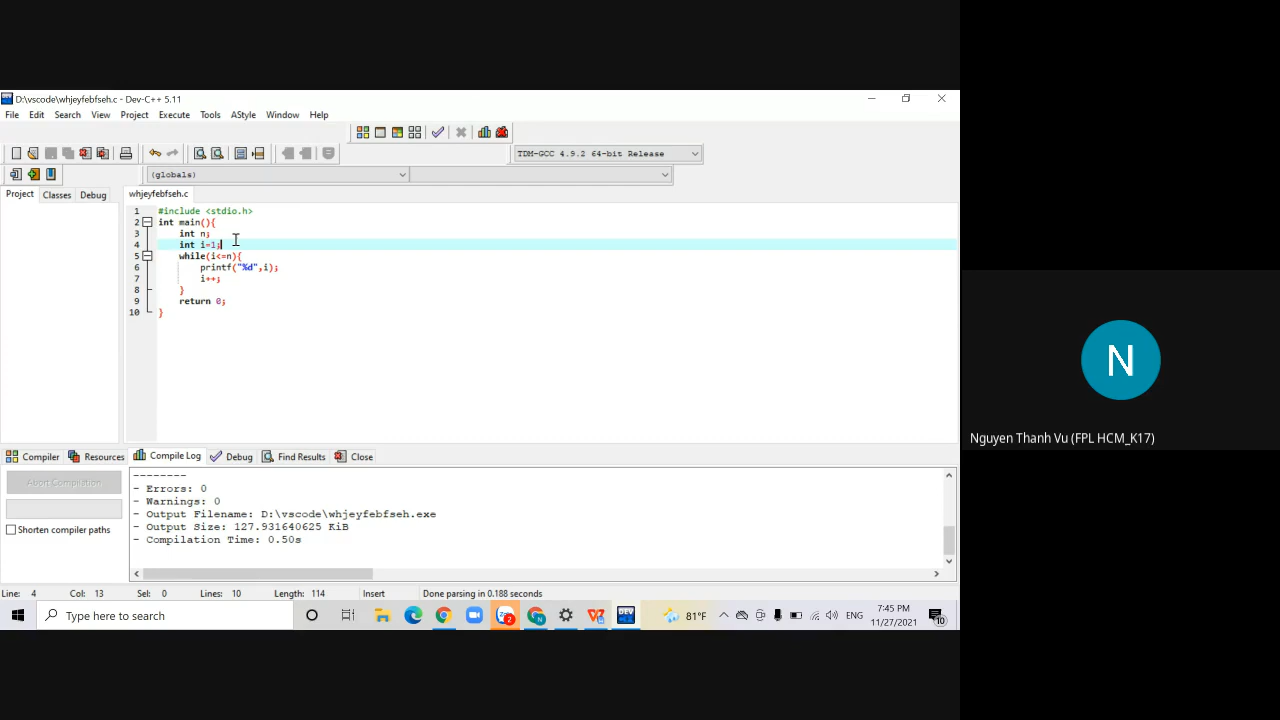 D:\vscode\whjeyfebfseh.c - Dev-C++ 5.11
File Edit Search View Project Execute Tools AStyle Window Help
TDM-GCC 4.9.2 64-bit Release
(globals)
Project Classes Debug
whjeyfebfseh.c
1 #include <stdio.h>
2 int main(){
3 int n;
4 int i=1;
5 while(i<=n){
6 printf("%d",i);
7 i++;
8 }
9 return 0;
10 }
N
Nguyen Thanh Vu (FPL HCM_K17)
Compiler Resources Compile Log Debug Find Results Close
Abort Compilation
Shorten compiler paths
--------
- Errors: 0
- Warnings: 0
- Output Filename: D:\vscode\whjeyfebfseh.exe
- Output Size: 127.931640625 KiB
- Compilation Time: 0.50s
Line: 4 Col: 13 Sel: 0 Lines: 10 Length: 114 Insert Done parsing in 0.188 seconds
Type here to search
2
N
DEV
81°F
ENG
7:45 PM
11/27/2021
10